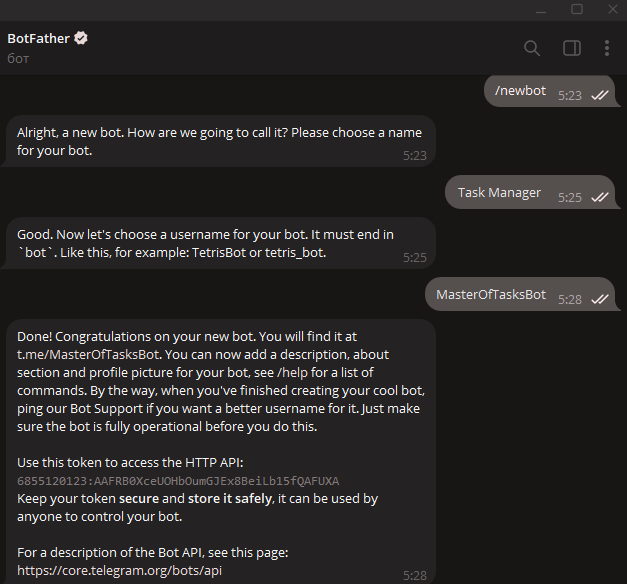 BotFather
бот
/newbot 5:23
Alright, a new bot. How are we going to call it? Please choose a name
for your bot.
5:23
Task Manager 5:25
Good. Now let's choose a username for your bot. It must end in
`bot`. Like this, for example: TetrisBot or tetris_bot.
5:25
MasterOfTasksBot 5:28
Done! Congratulations on your new bot. You will find it at
t.me/MasterOfTasksBot. You can now add a description, about
section and profile picture for your bot, see /help for a list of
commands. By the way, when you've finished creating your cool bot,
ping our Bot Support if you want a better username for it. Just make
sure the bot is fully operational before you do this.
Use this token to access the HTTP API:
6855120123:AAFRB0XceUOHbOumGJEx8BeiLb15fQAFUXA
Keep your token secure and store it safely, it can be used by
anyone to control your bot.
For a description of the Bot API, see this page:
https://core.telegram.org/bots/api
5:28